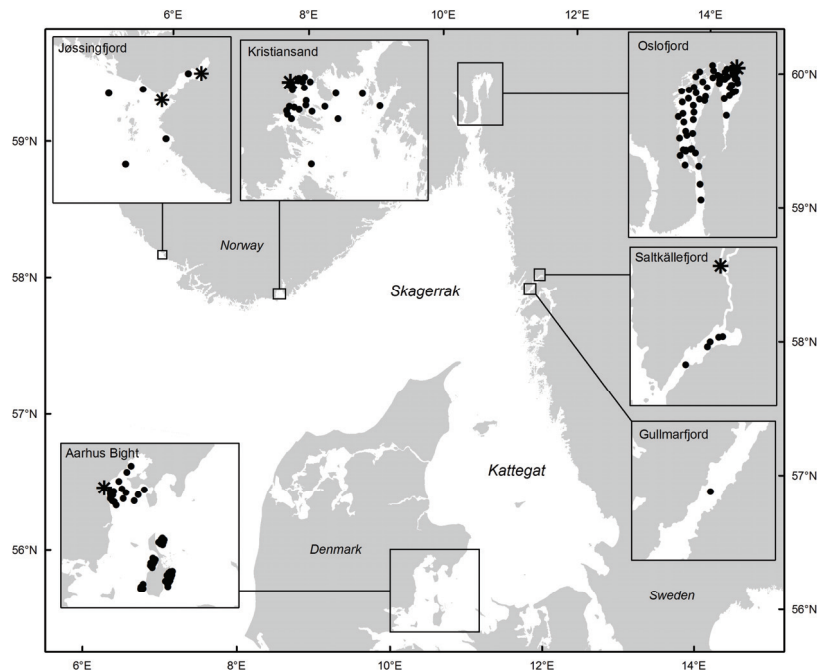 6°E 8°E 10°E 12°E 14°E
Jøssingfjord
Kristiansand
Oslofjord
60°N
59°N
59°N
Norway
Saltkällefjord
58°N
Skagerrak
58°N
57°N
Gullmarfjord
Aarhus Bight
Kattegat
57°N
56°N
Denmark
Sweden
56°N
6°E 8°E 10°E 12°E 14°E